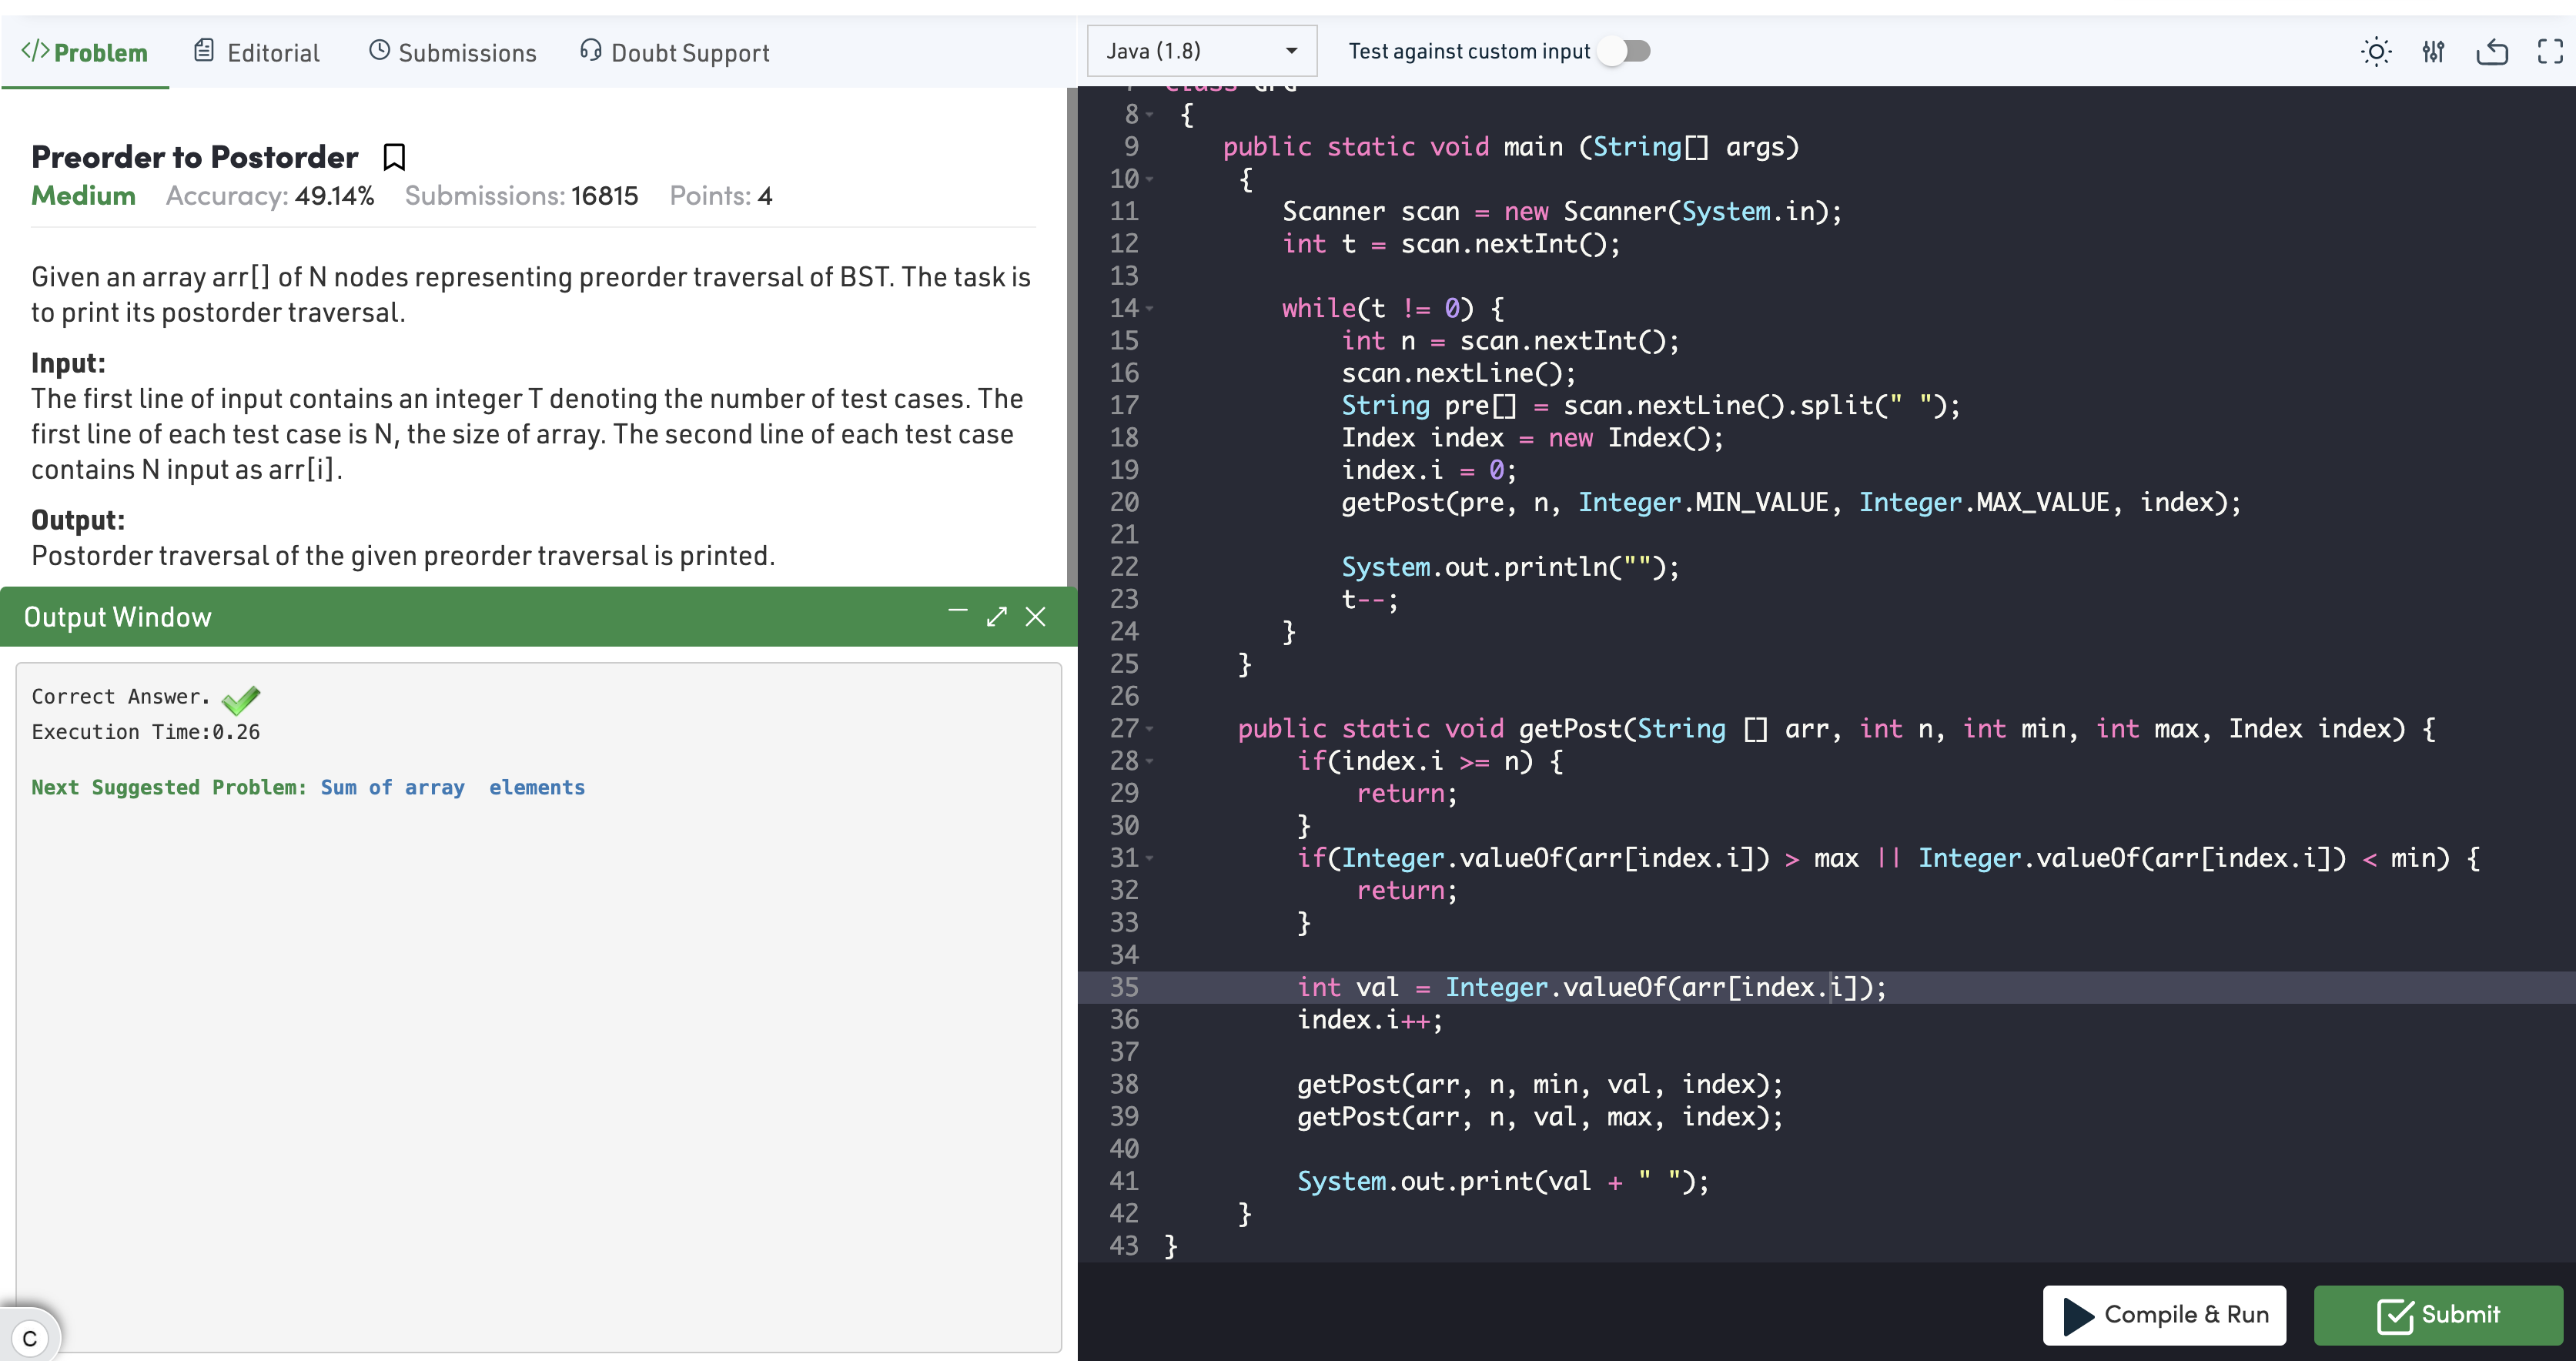 </> Problem
Editorial
Submissions
Doubt Support
Preorder to Postorder
Medium Accuracy: 49.14% Submissions: 16815 Points: 4
Given an array arr[] of N nodes representing preorder traversal of BST. The task is
to print its postorder traversal.
Input:
The first line of input contains an integer T denoting the number of test cases. The
first line of each test case is N, the size of array. The second line of each test case
contains N input as arr[i].
Output:
Postorder traversal of the given preorder traversal is printed.
Output Window
Correct Answer.
Execution Time:0.26
Next Suggested Problem: Sum of array  elements
C
Java (1.8)
Test against custom input
7 class GFG
8 {
9 public static void main (String[] args)
10 {
11 Scanner scan = new Scanner(System.in);
12 int t = scan.nextInt();
13
14 while(t != 0) {
15 int n = scan.nextInt();
16 scan.nextLine();
17 String pre[] = scan.nextLine().split(" ");
18 Index index = new Index();
19 index.i = 0;
20 getPost(pre, n, Integer.MIN_VALUE, Integer.MAX_VALUE, index);
21
22 System.out.println("");
23 t--;
24 }
25 }
26
27 public static void getPost(String [] arr, int n, int min, int max, Index index) {
28 if(index.i >= n) {
29 return;
30 }
31 if(Integer.valueOf(arr[index.i]) > max || Integer.valueOf(arr[index.i]) < min) {
32 return;
33 }
34
35 int val = Integer.valueOf(arr[index.i]);
36 index.i++;
37
38 getPost(arr, n, min, val, index);
39 getPost(arr, n, val, max, index);
40
41 System.out.print(val + " ");
42 }
43 }
Compile & Run
Submit